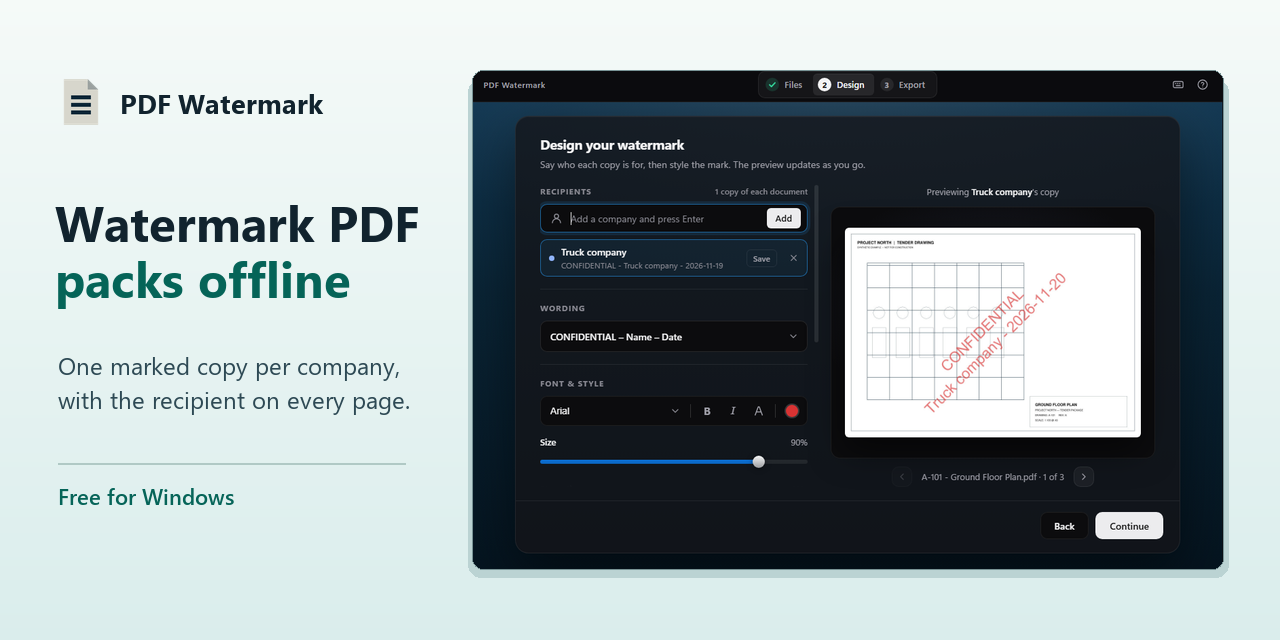 PDF Watermark
Watermark PDF
packs offline
One marked copy per company,
with the recipient on every page.
Free for Windows
PDF Watermark
Files
2 Design
3 Export
Design your watermark
Say who each copy is for, then style the mark. The preview updates as you go.
RECIPIENTS
1 copy of each document
Add a company and press Enter
Add
Truck company
CONFIDENTIAL - Truck company - 2026-11-19
Save
WORDING
CONFIDENTIAL – Name – Date
FONT & STYLE
Arial
B I A
Size
90%
Previewing Truck company's copy
PROJECT NORTH | TENDER DRAWING
CONFIDENTIAL
Truck company - 2026-11-20
GROUND FLOOR PLAN
A-101 - Ground Floor Plan.pdf · 1 of 3
Back
Continue